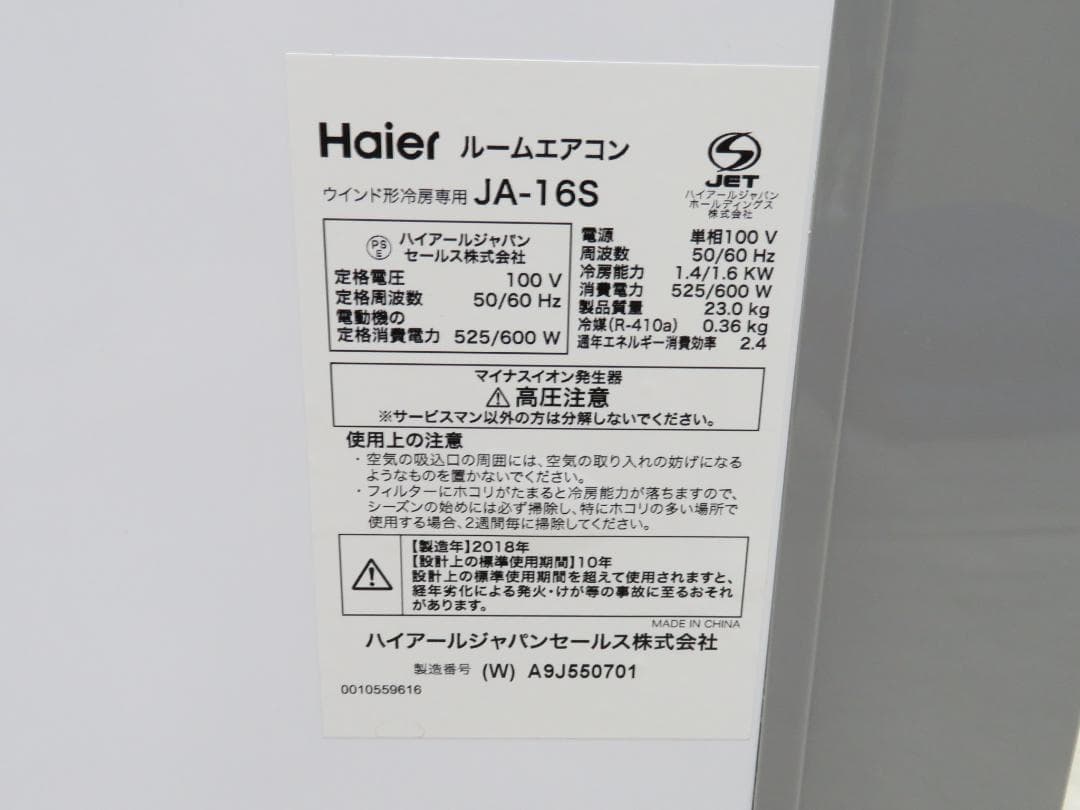 Haier ルームエアコン
ウインド形冷房専用 JA-16S
JET
ハイアールジャパン
ホールディングス
株式会社
PS
E
ハイアールジャパン
セールス株式会社
定格電圧 100 V
定格周波数 50/60 Hz
電動機の
定格消費電力 525/600 W
電源 単相100 V
周波数 50/60 Hz
冷房能力 1.4/1.6 KW
消費電力 525/600 W
製品質量 23.0 kg
冷媒(R-410a) 0.36 kg
通年エネルギー消費効率 2.4
マイナスイオン発生器
⚠高圧注意
※サービスマン以外の方は分解しないでください。
使用上の注意
・空気の吸込口の周囲には、空気の取り入れの妨げになる
ようなものを置かないでください。
・フィルターにホコリがたまると冷房能力が落ちますので、
シーズンの始めには必ず掃除し、特にホコリの多い場所で
使用する場合、2週間毎に掃除してください。
【製造年】2018年
【設計上の標準使用期間】10年
設計上の標準使用期間を超えて使用されますと、
経年劣化による発火・けが等の事故に至るおそれ
があります。
MADE IN CHINA
ハイアールジャパンセールス株式会社
製造番号 (W) A9J550701
0010559616